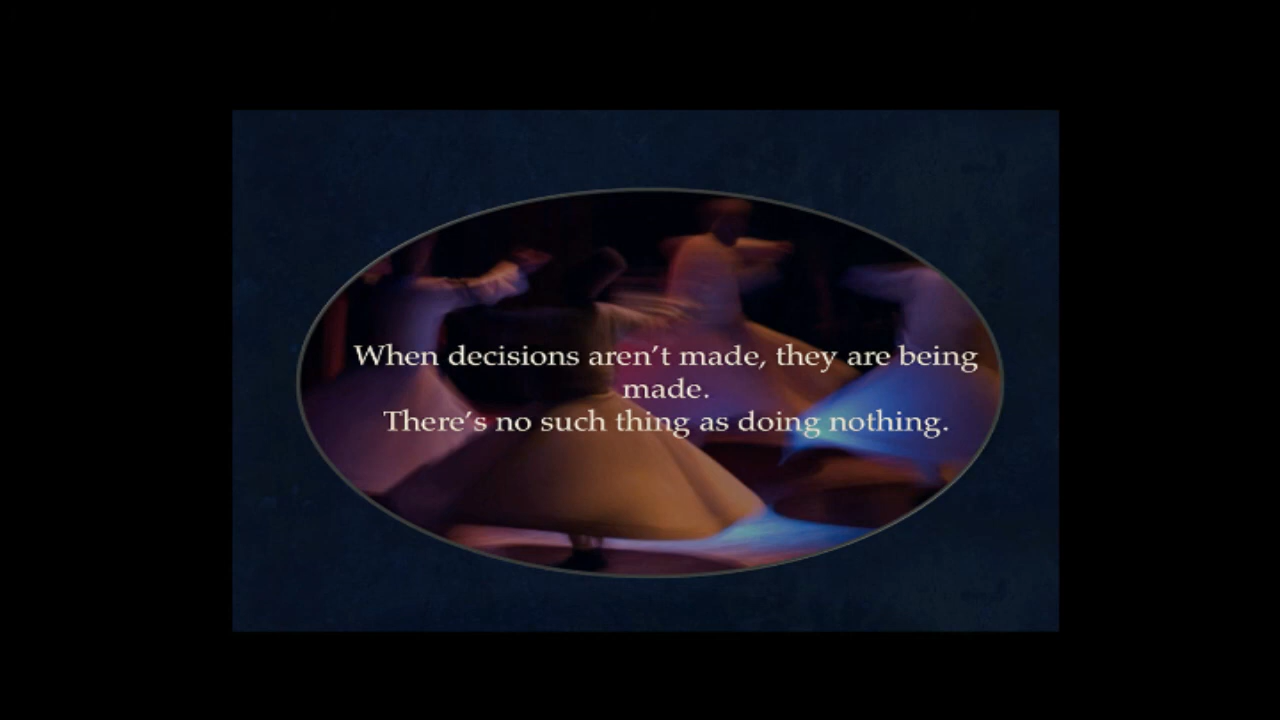 When decisions aren’t made, they are being
made.
There’s no such thing as doing nothing.